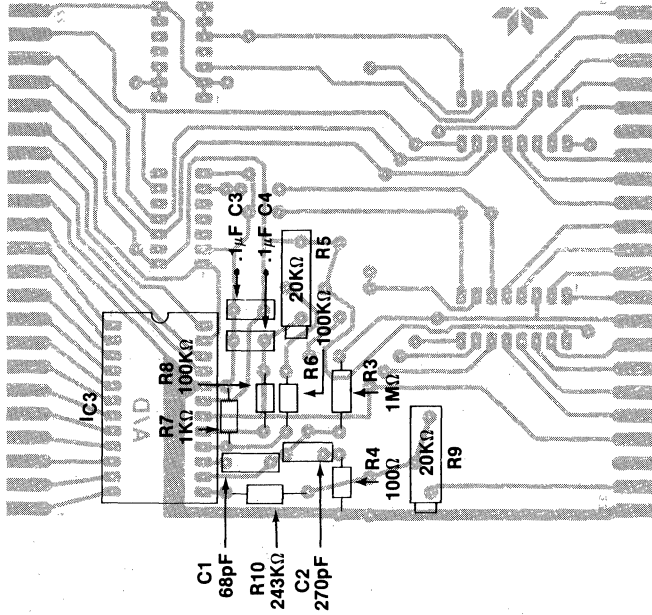 .1μF C3
.1μF C4
20KΩ
R5
100KΩ
R6
R8
100KΩ
R7
1KΩ
IC3
A/D
R3
1MΩ
R4
100Ω
20KΩ
R9
C1
68pF
R10
243KΩ
C2
270pF